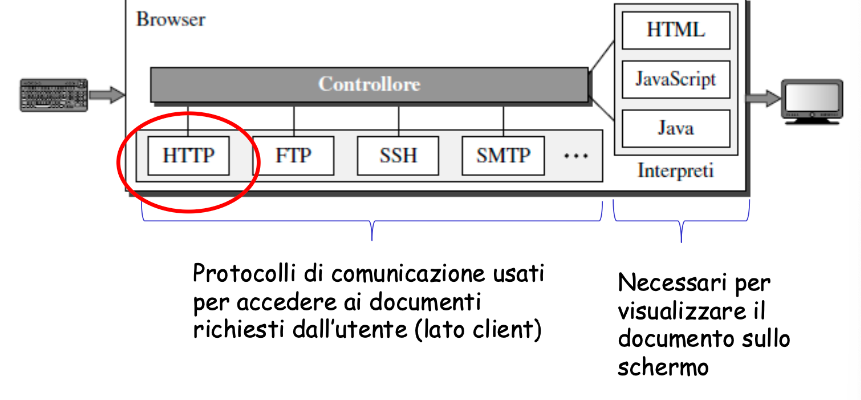 Browser
HTML
Controllore
JavaScript
Java
HTTP
FTP
SSH
SMTP
...
Interpreti
Protocolli di comunicazione usati
per accedere ai documenti
richiesti dall'utente (lato client)
Necessari per
visualizzare il
documento sullo
schermo